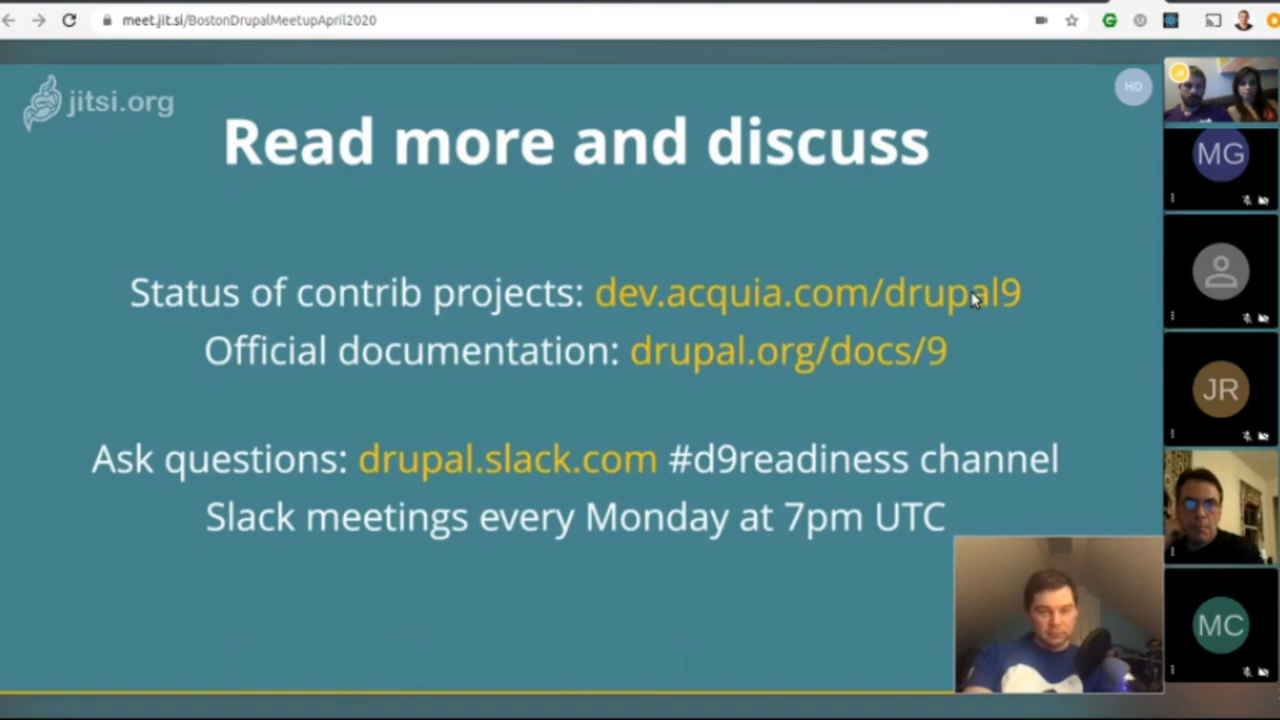 meet.jit.si/BostonDrupalMeetupApril2020
jitsi.org
HD
Read more and discuss
Status of contrib projects: dev.acquia.com/drupal9
Official documentation: drupal.org/docs/9
Ask questions: drupal.slack.com #d9readiness channel
Slack meetings every Monday at 7pm UTC
MG
JR
MC